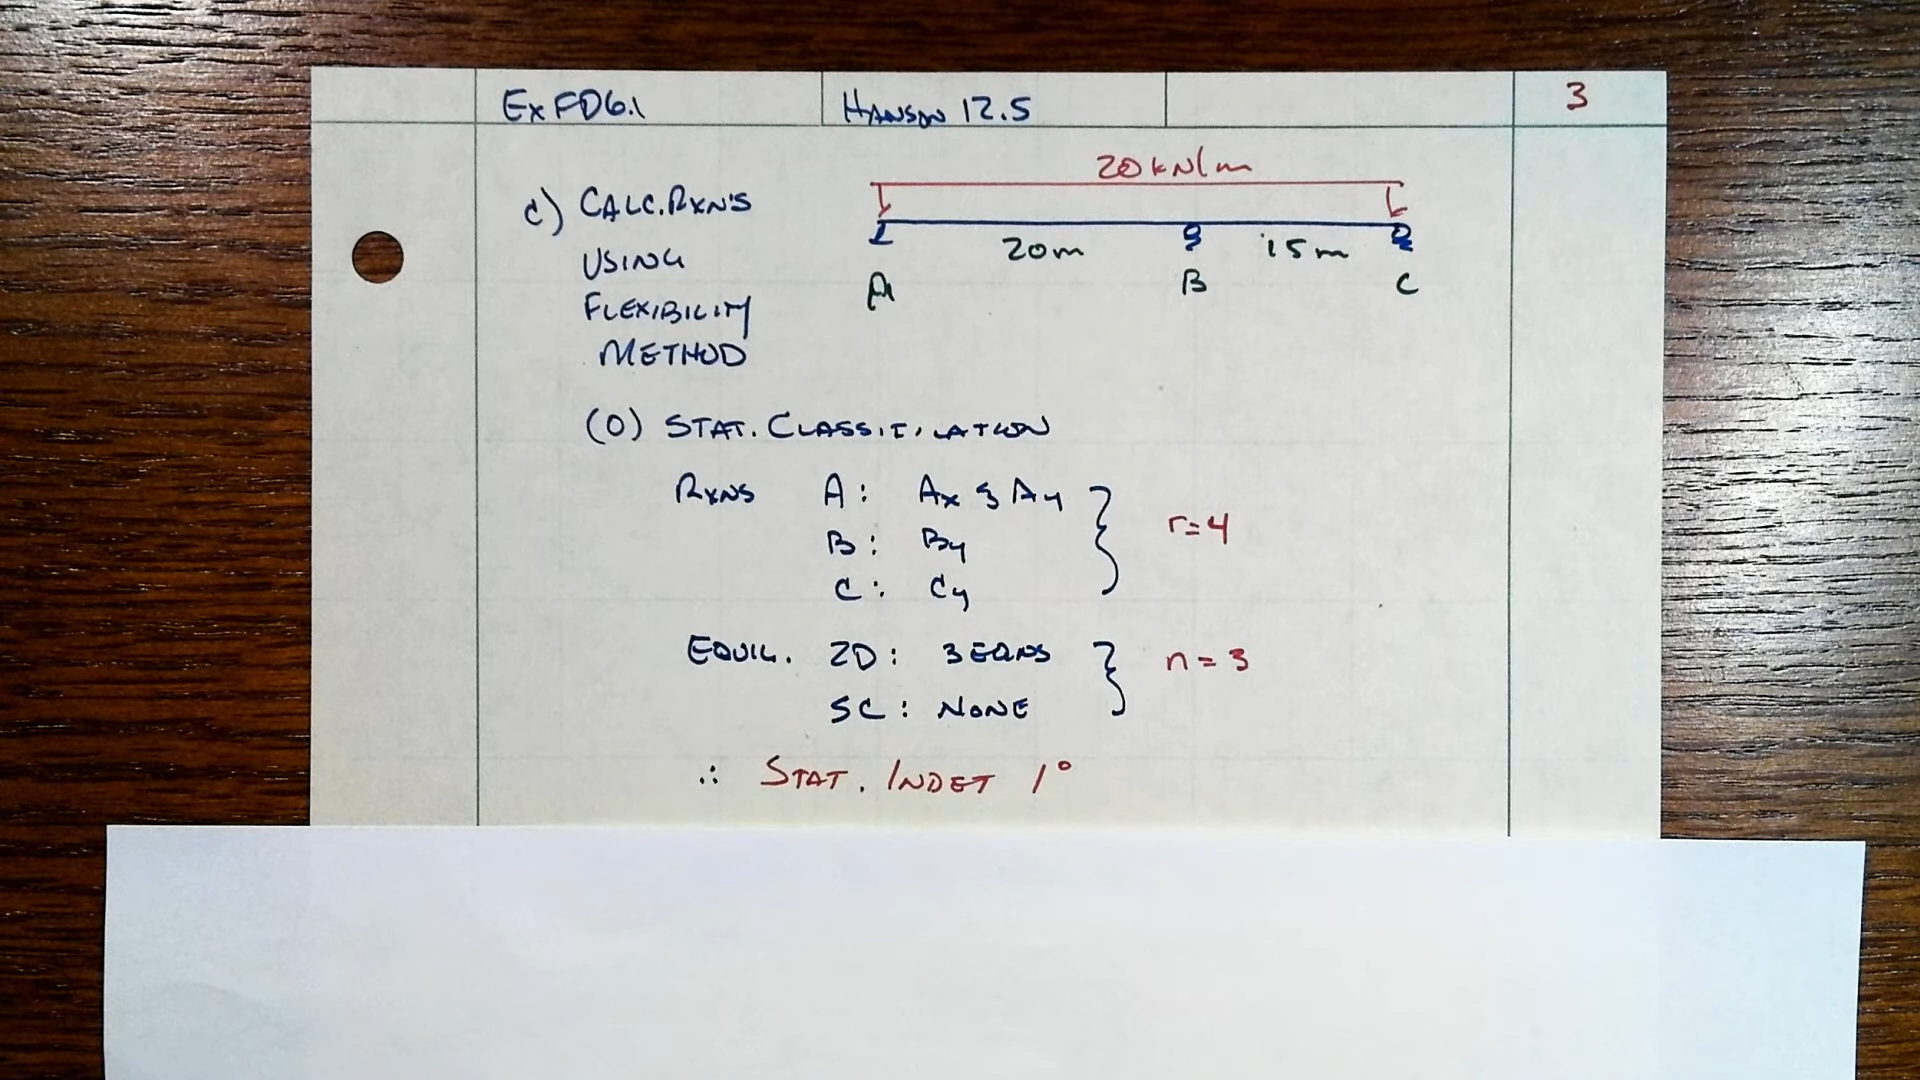 Ex FD6.1 HANSON 12.5 3
20 kN/m
c) CALC. RXN'S
USING
FLEXIBILITY
METHOD
20m 15m
A B C
(0) STAT. CLASSIFICATION
RXNS A: Ax & Ay } r=4
B: By
C: Cy
EQUIL. 2D: 3 EQNS } n=3
SC: NONE
∴ STAT. INDET 1°